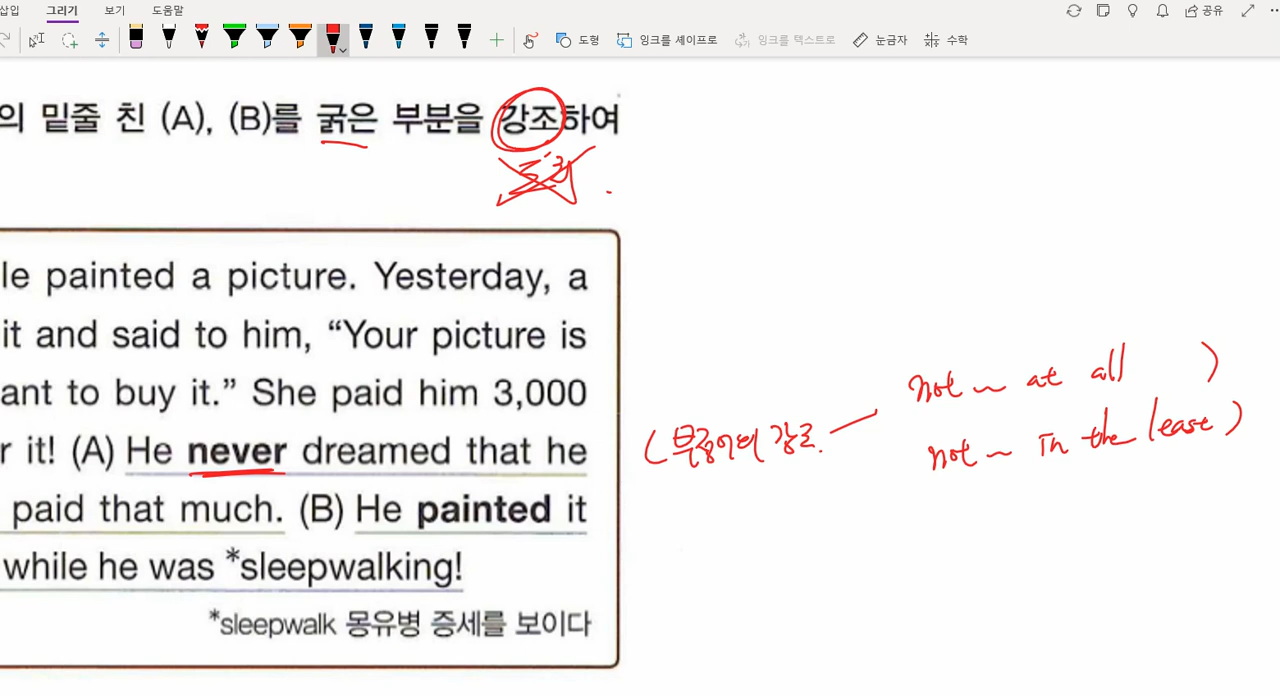 삽입 그리기 보기 도움말 공유
도형 잉크를 셰이프로 잉크를 텍스트로 눈금자 수학
의 밑줄 친 (A), (B)를 굵은 부분을 강조하여
le painted a picture. Yesterday, a
it and said to him, “Your picture is
ant to buy it.” She paid him 3,000
r it! (A) He never dreamed that he
paid that much. (B) He painted it
while he was *sleepwalking!
*sleepwalk 몽유병 증세를 보이다
(부정어의 강조.
not ~ at all )
not ~ in the least )